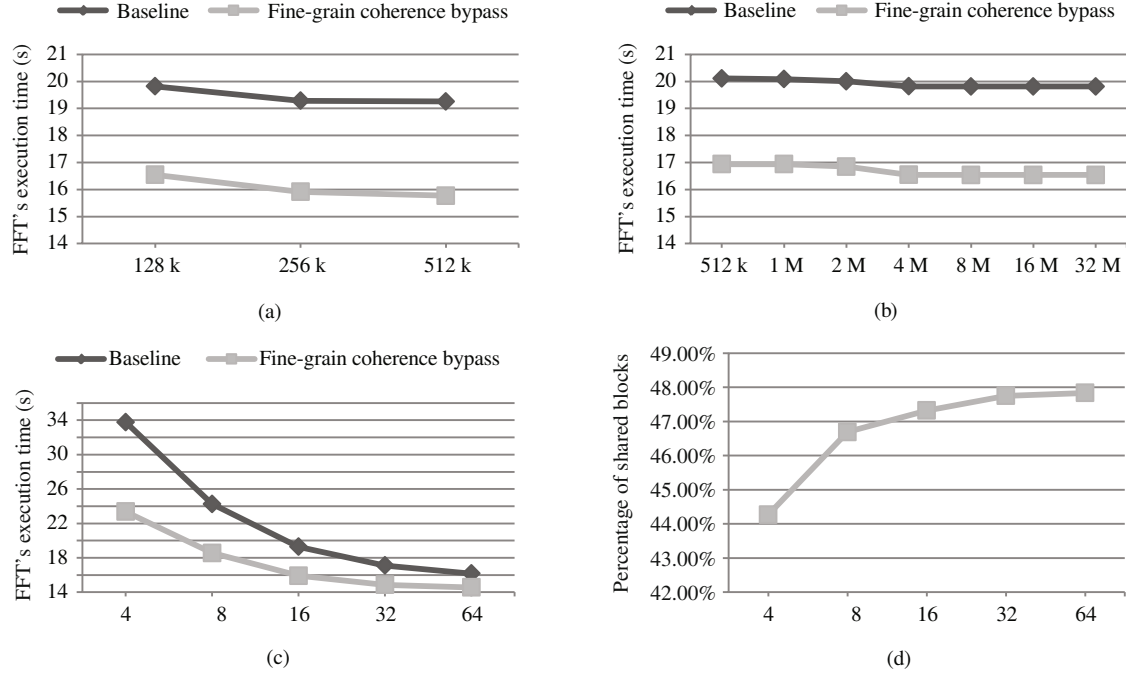 Baseline Fine-grain coherence bypass
FFT's execution time (s)
21
20
19
18
17
16
15
14
128 k 256 k 512 k
(a)
Baseline Fine-grain coherence bypass
FFT's execution time (s)
21
20
19
18
17
16
15
14
512 k 1 M 2 M 4 M 8 M 16 M 32 M
(b)
Baseline Fine-grain coherence bypass
FFT's execution time (s)
34
30
26
22
18
14
4 8 16 32 64
(c)
Percentage of shared blocks
49.00%
48.00%
47.00%
46.00%
45.00%
44.00%
43.00%
42.00%
4 8 16 32 64
(d)